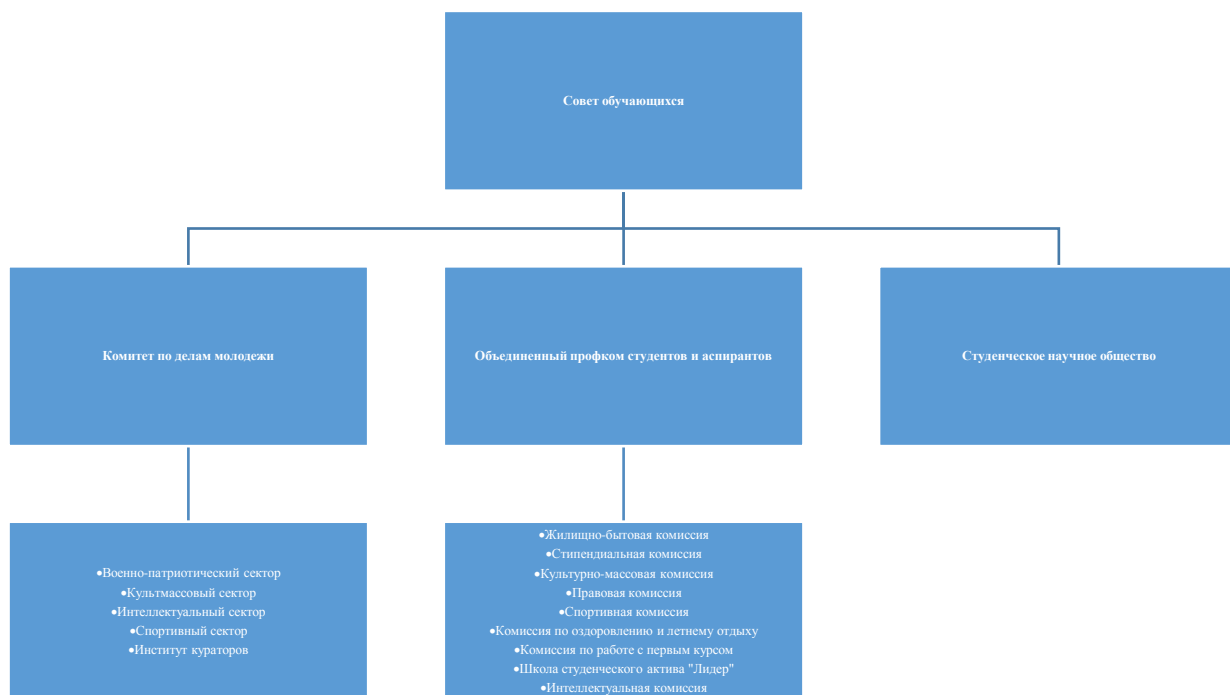 Совет обучающихся
Комитет по делам молодежи
Объединенный профком студентов и аспирантов
Студенческое научное общество
•Военно-патриотический сектор
•Культмассовый сектор
•Интеллектуальный сектор
•Спортивный сектор
•Институт кураторов
•Жилищно-бытовая комиссия
•Стипендиальная комиссия
•Культурно-массовая комиссия
•Правовая комиссия
•Спортивная комиссия
•Комиссия по оздоровлению и летнему отдыху
•Комиссия по работе с первым курсом
•Школа студенческого актива "Лидер"
•Интеллектуальная комиссия